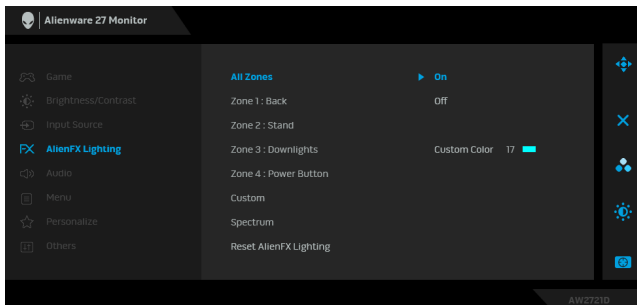 Alienware 27 Monitor
Game
Brightness/Contrast
Input Source
FX AlienFX Lighting
Audio
Menu
Personalize
Others
All Zones On
Zone 1 : Back Off
Zone 2 : Stand
Zone 3 : Downlights Custom Color 17
Zone 4 : Power Button
Custom
Spectrum
Reset AlienFX Lighting
AW2721D